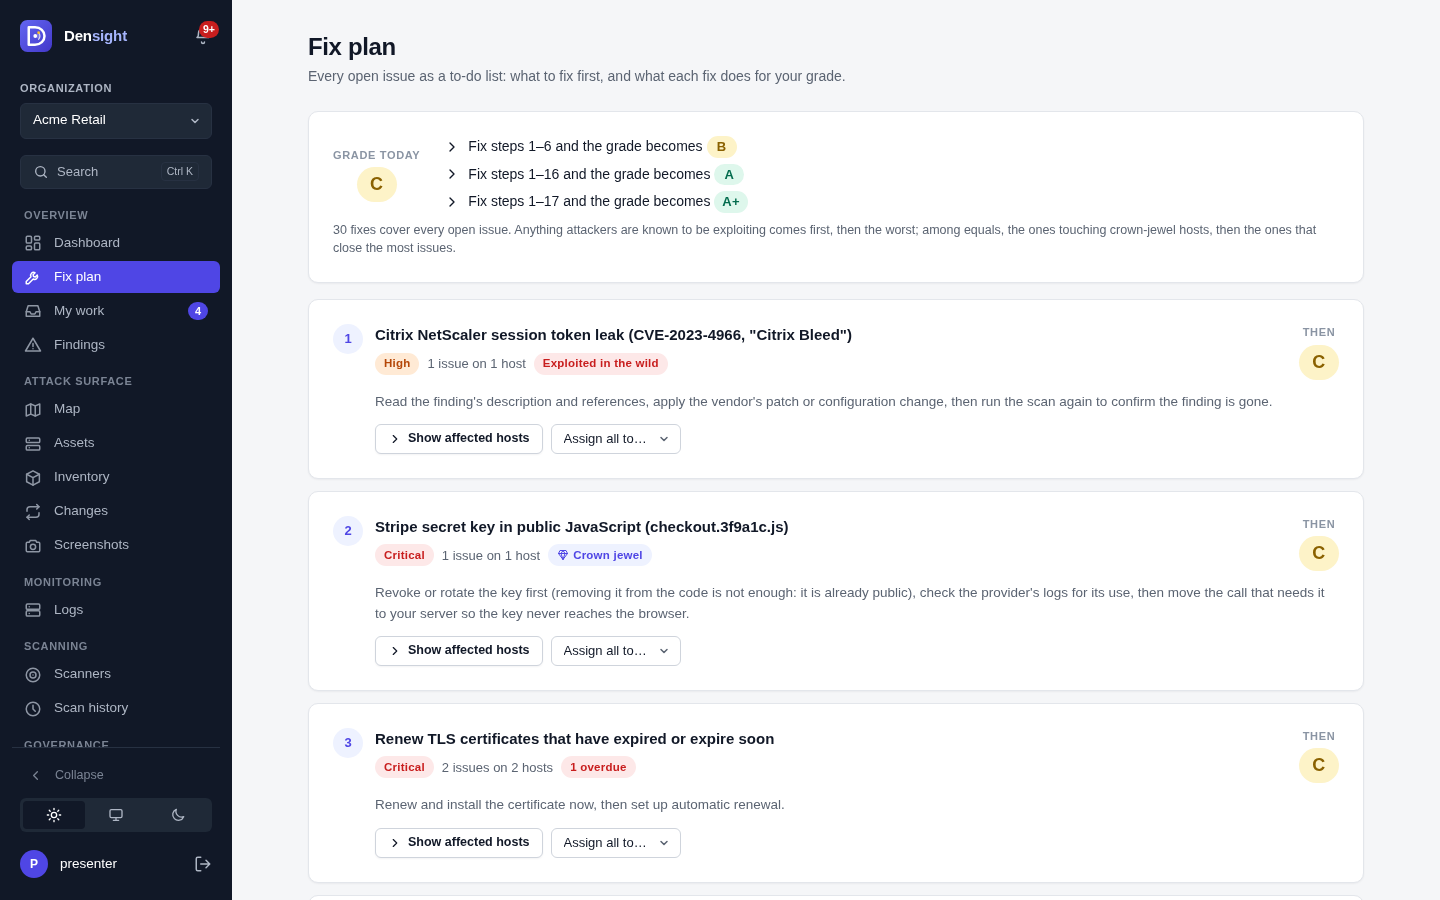 Densight
9+
ORGANIZATION
Acme Retail
Search
Ctrl K
OVERVIEW
Dashboard
Fix plan
My work
4
Findings
ATTACK SURFACE
Map
Assets
Inventory
Changes
Screenshots
MONITORING
Logs
SCANNING
Scanners
Scan history
GOVERNANCE
Collapse
P
presenter
Fix plan
Every open issue as a to-do list: what to fix first, and what each fix does for your grade.
GRADE TODAY
C
Fix steps 1–6 and the grade becomes B
Fix steps 1–16 and the grade becomes A
Fix steps 1–17 and the grade becomes A+
30 fixes cover every open issue. Anything attackers are known to be exploiting comes first, then the worst; among equals, the ones touching crown-jewel hosts, then the ones that
close the most issues.
1
Citrix NetScaler session token leak (CVE-2023-4966, "Citrix Bleed")
High
1 issue on 1 host
Exploited in the wild
THEN
C
Read the finding's description and references, apply the vendor's patch or configuration change, then run the scan again to confirm the finding is gone.
Show affected hosts
Assign all to…
2
Stripe secret key in public JavaScript (checkout.3f9a1c.js)
Critical
1 issue on 1 host
Crown jewel
THEN
C
Revoke or rotate the key first (removing it from the code is not enough: it is already public), check the provider's logs for its use, then move the call that needs it
to your server so the key never reaches the browser.
Show affected hosts
Assign all to…
3
Renew TLS certificates that have expired or expire soon
Critical
2 issues on 2 hosts
1 overdue
THEN
C
Renew and install the certificate now, then set up automatic renewal.
Show affected hosts
Assign all to…